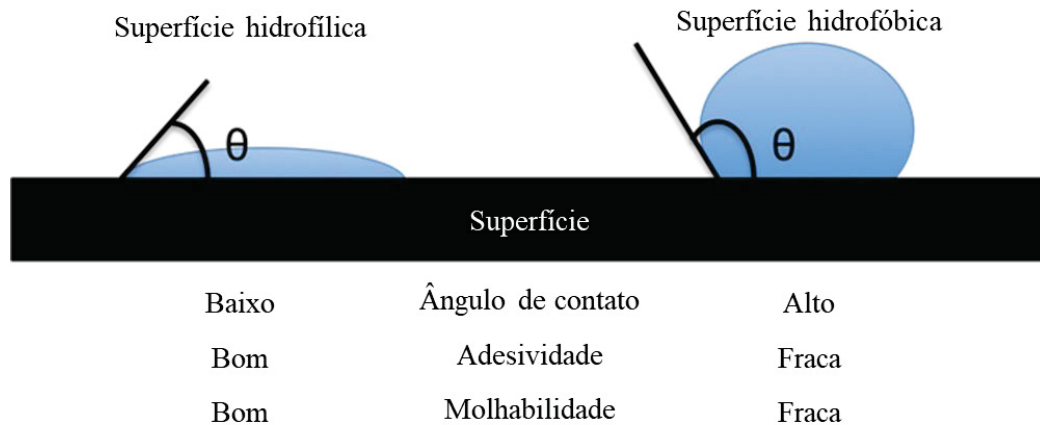 Superfície hidrofílica
Superfície hidrofóbica
θ
θ
Superfície
Baixo Ângulo de contato Alto
Bom Adesividade Fraca
Bom Molhabilidade Fraca